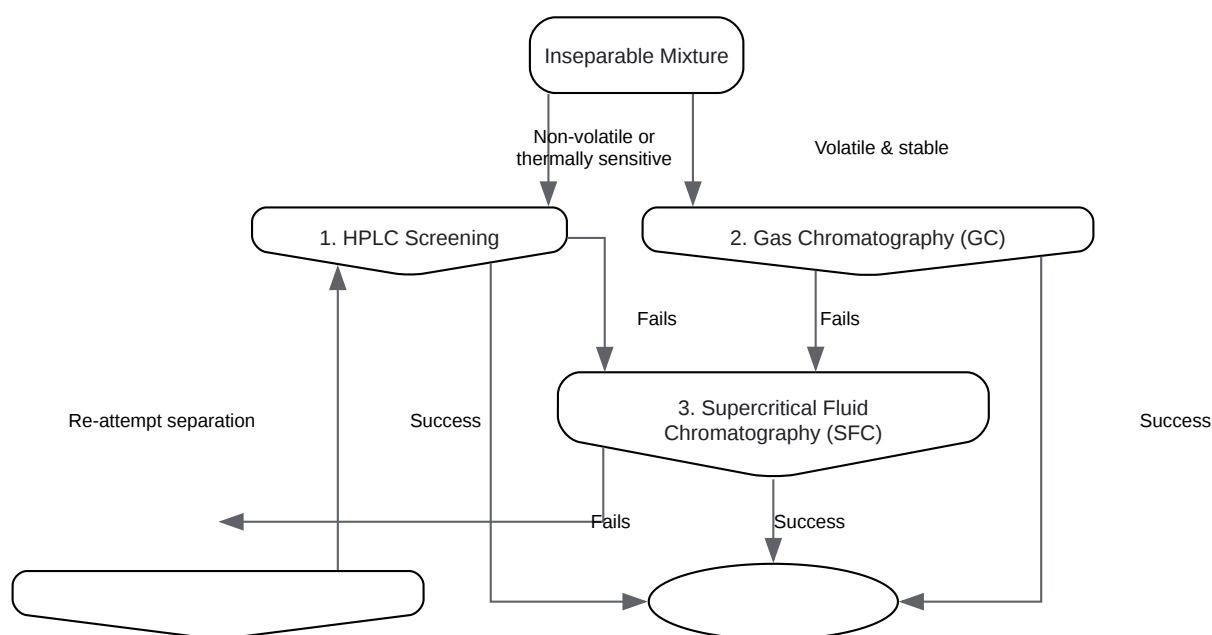 Inseparable Mixture
Non-volatile or
thermally sensitive
Volatile & stable
1. HPLC Screening
2. Gas Chromatography (GC)
Fails
Fails
3. Supercritical Fluid
Chromatography (SFC)
Re-attempt separation
Success
Success
Fails
Success